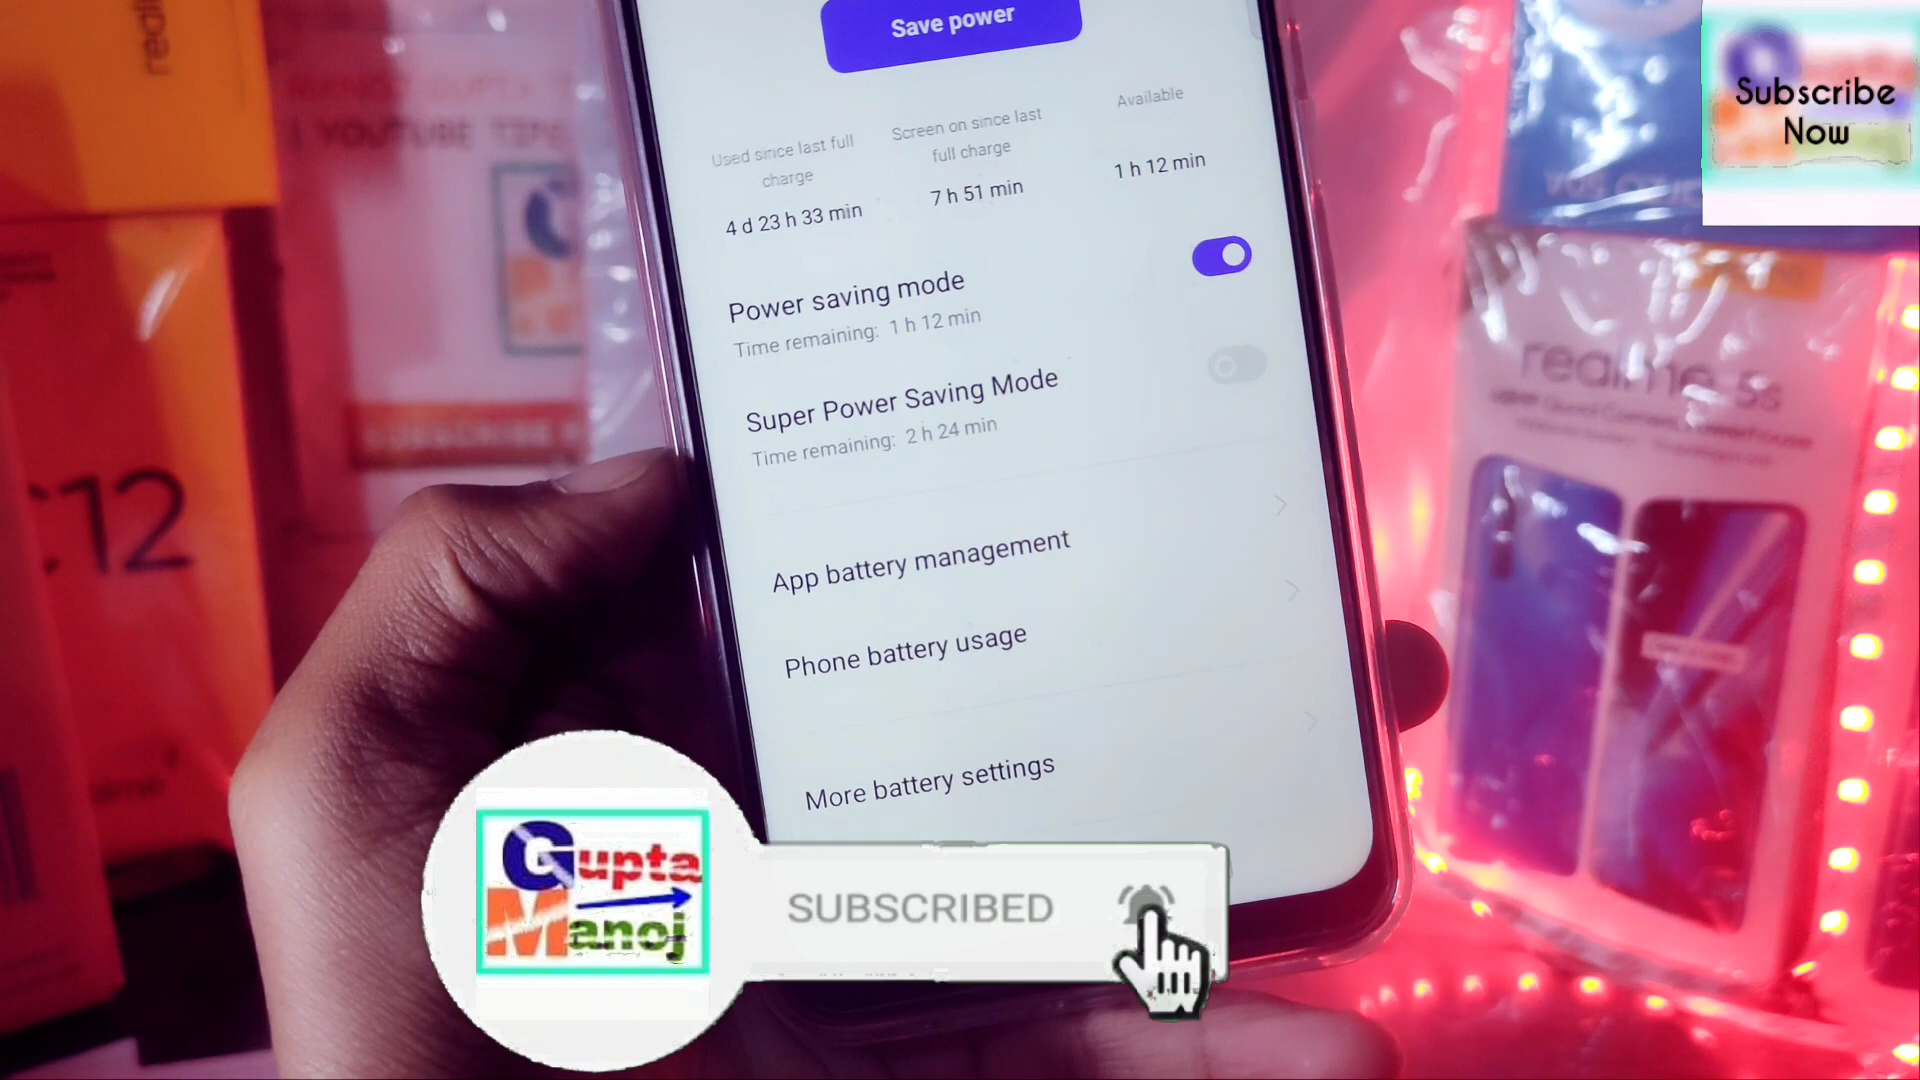 Save power
Subscribe
Now
Used since last full
charge
4 d 23 h 33 min
Screen on since last
full charge
7 h 51 min
Available
1 h 12 min
Power saving mode
Time remaining: 1 h 12 min
Super Power Saving Mode
Time remaining: 2 h 24 min
App battery management
Phone battery usage
More battery settings
Gupta
Manoj
SUBSCRIBED
realme 5s
C12
YOUTUBE TIPS